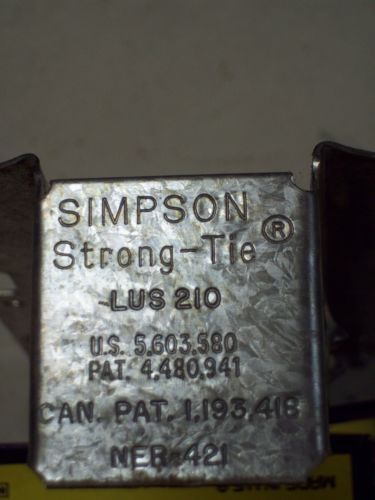 SIMPSON
Strong-Tie®
LUS 210
U.S. 5,603,580
PAT. 4,480,941
CAN. PAT. 1,193,416
NER-421